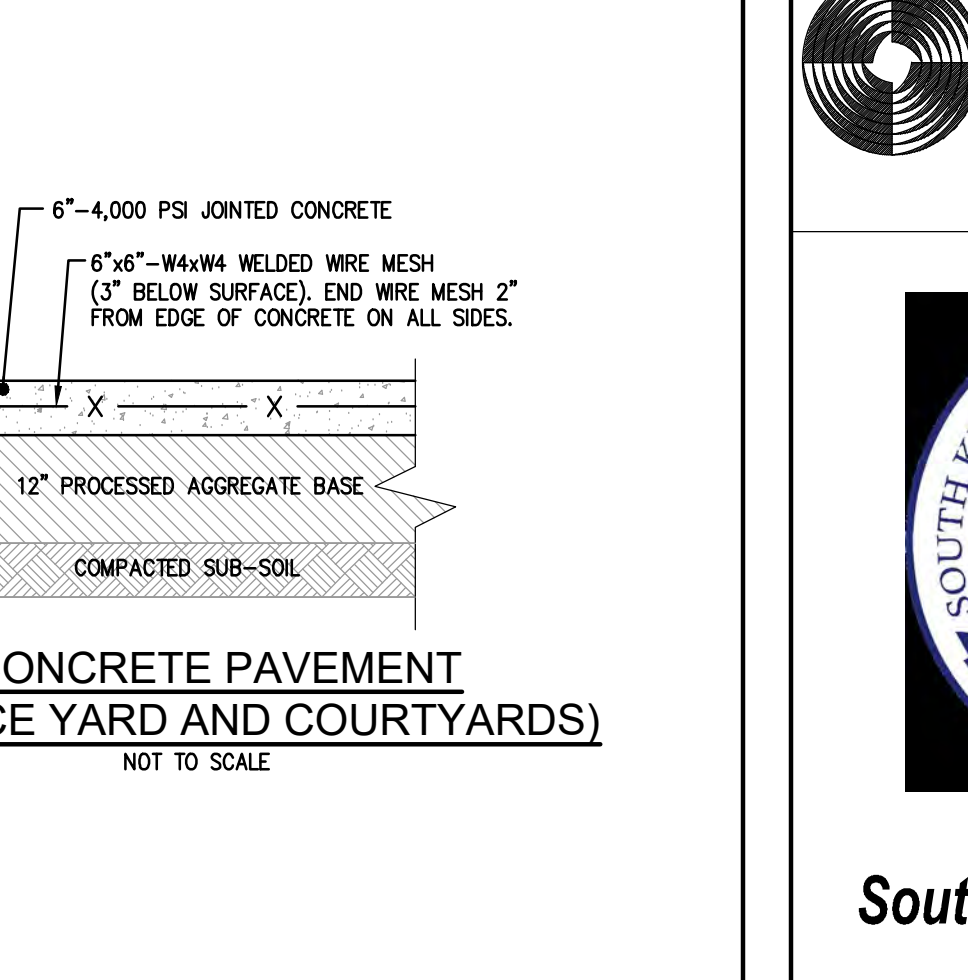 6"-4,000 PSI JOINTED CONCRETE
6"x6"-W4xW4 WELDED WIRE MESH
(3" BELOW SURFACE). END WIRE MESH 2"
FROM EDGE OF CONCRETE ON ALL SIDES.
X X
12" PROCESSED AGGREGATE BASE
COMPACTED SUB-SOIL
ONCRETE PAVEMENT
CE YARD AND COURTYARDS)
NOT TO SCALE
SOUTH K
Sout